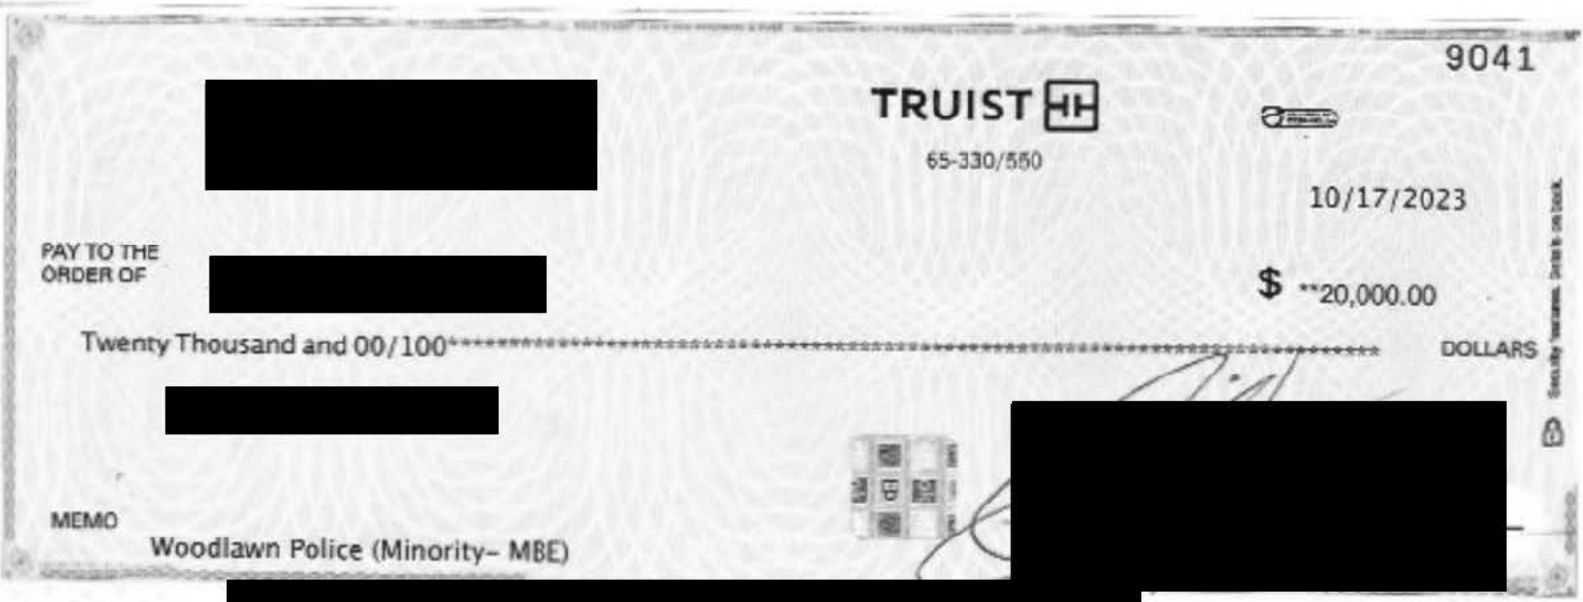 9041
TRUIST
65-330/550
10/17/2023
PAY TO THE
ORDER OF
$ **20,000.00
Twenty Thousand and 00/100******************************************************************************
DOLLARS
MEMO
Woodlawn Police (Minority– MBE)